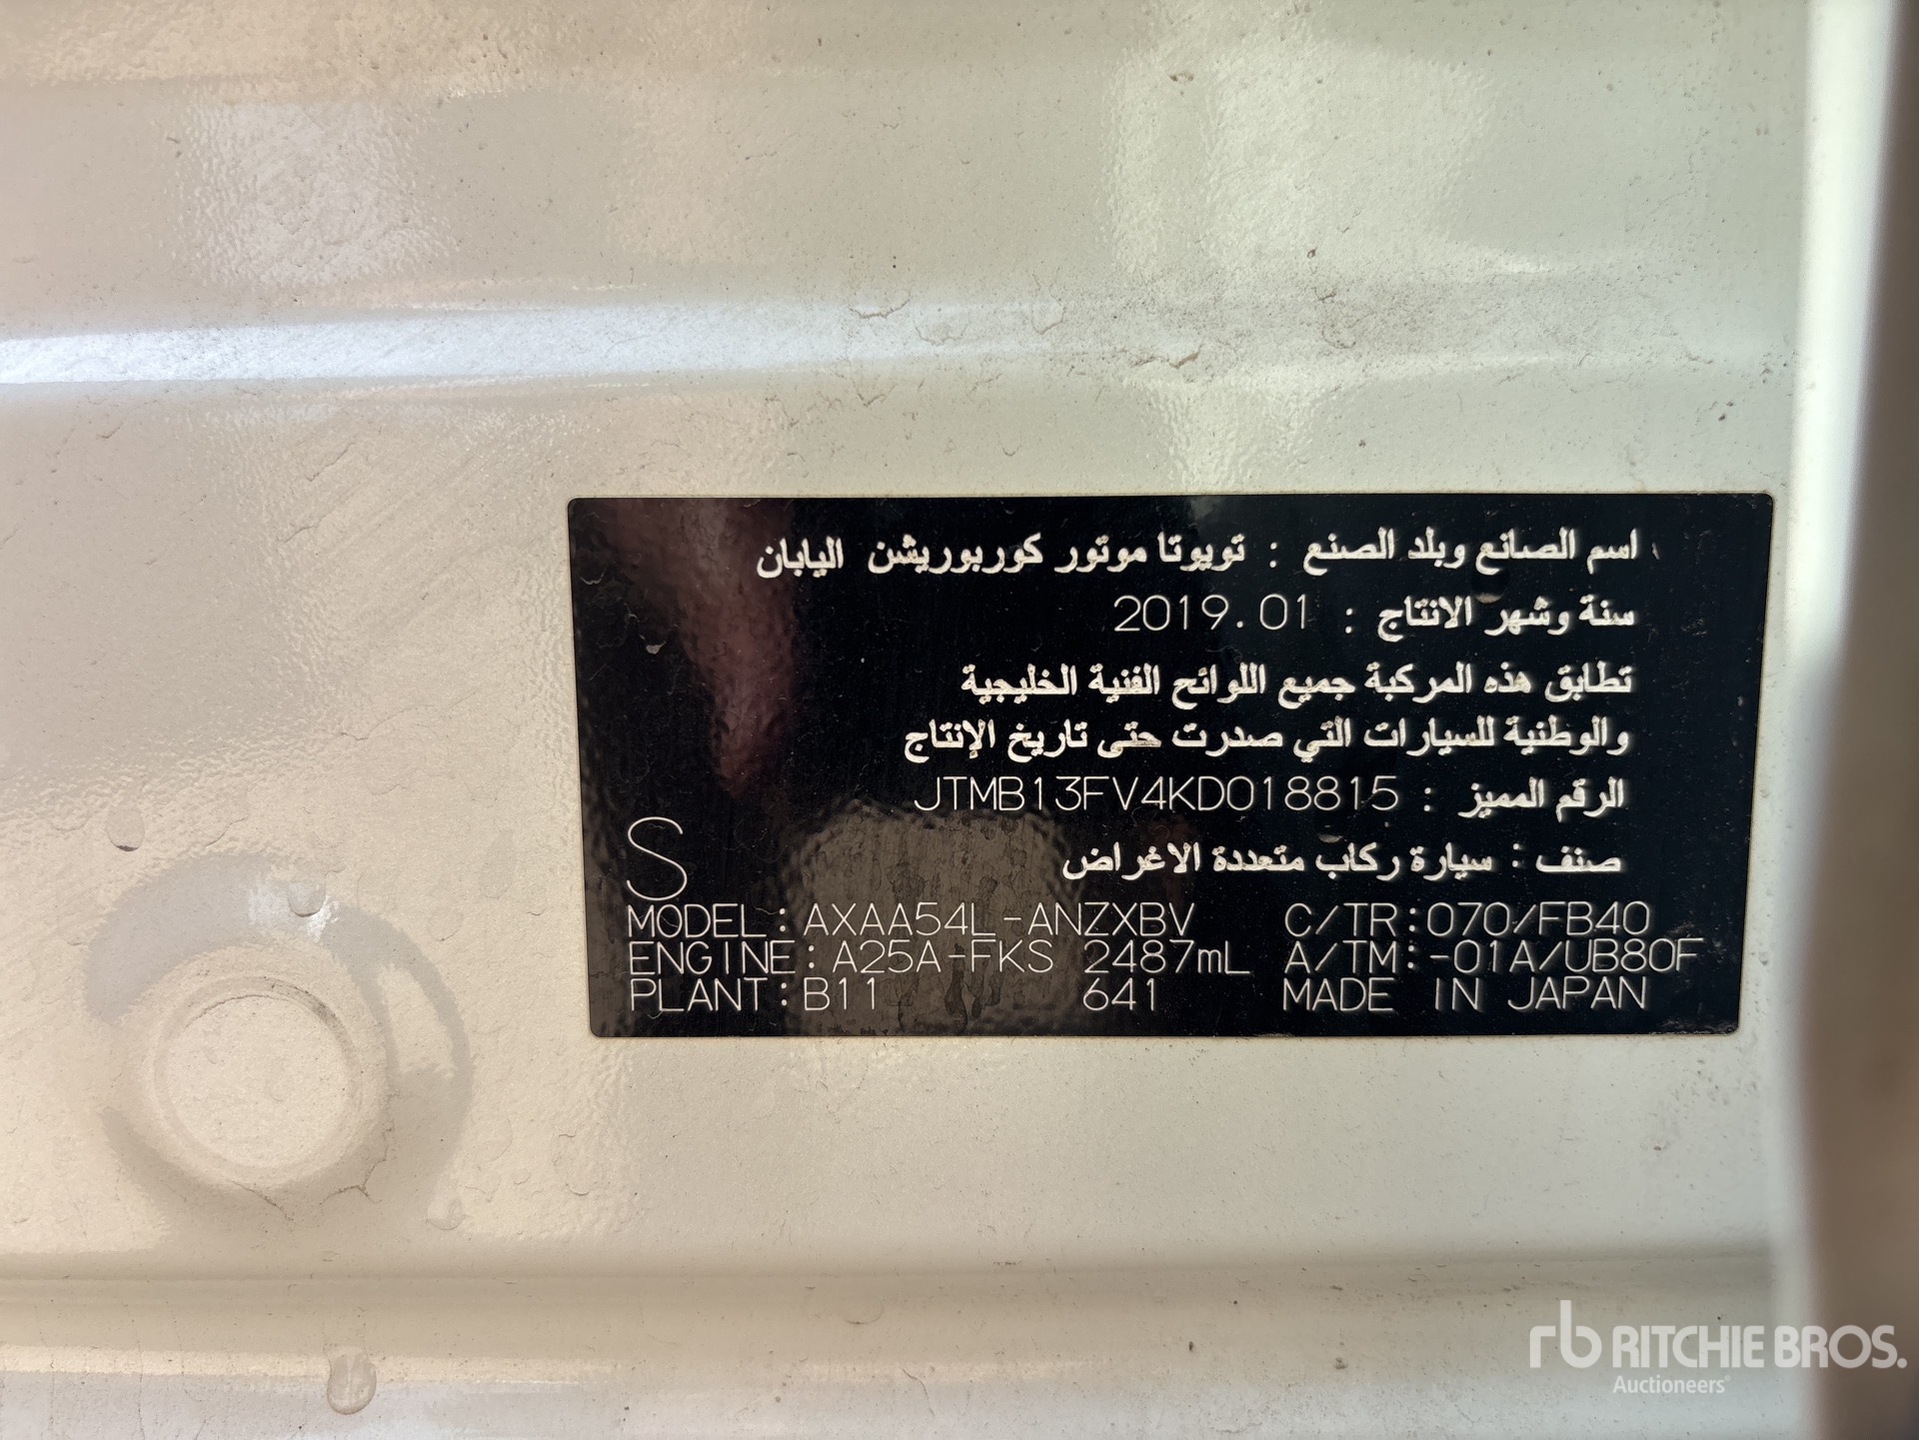 اسم الصانع وبلد الصنع : تويوتا موتور كوربوريشن اليابان
سنة وشهر الانتاج : 2019.01
تطابق هذه المركبة جميع اللوائح الفنية الخليجية
والوطنية للسيارات التي صدرت حتى تاريخ الإنتاج
الرقم المميز : JTMB13FV4KD018815
صنف : سيارة ركاب متعددة الاغراض
S
MODEL:AXAA54L-ANZXBV C/TR:070/FB40
ENGINE:A25A-FKS 2487mL A/TM:-01A/UB80F
PLANT:B11 641 MADE IN JAPAN
rb RITCHIE BROS.
Auctioneers